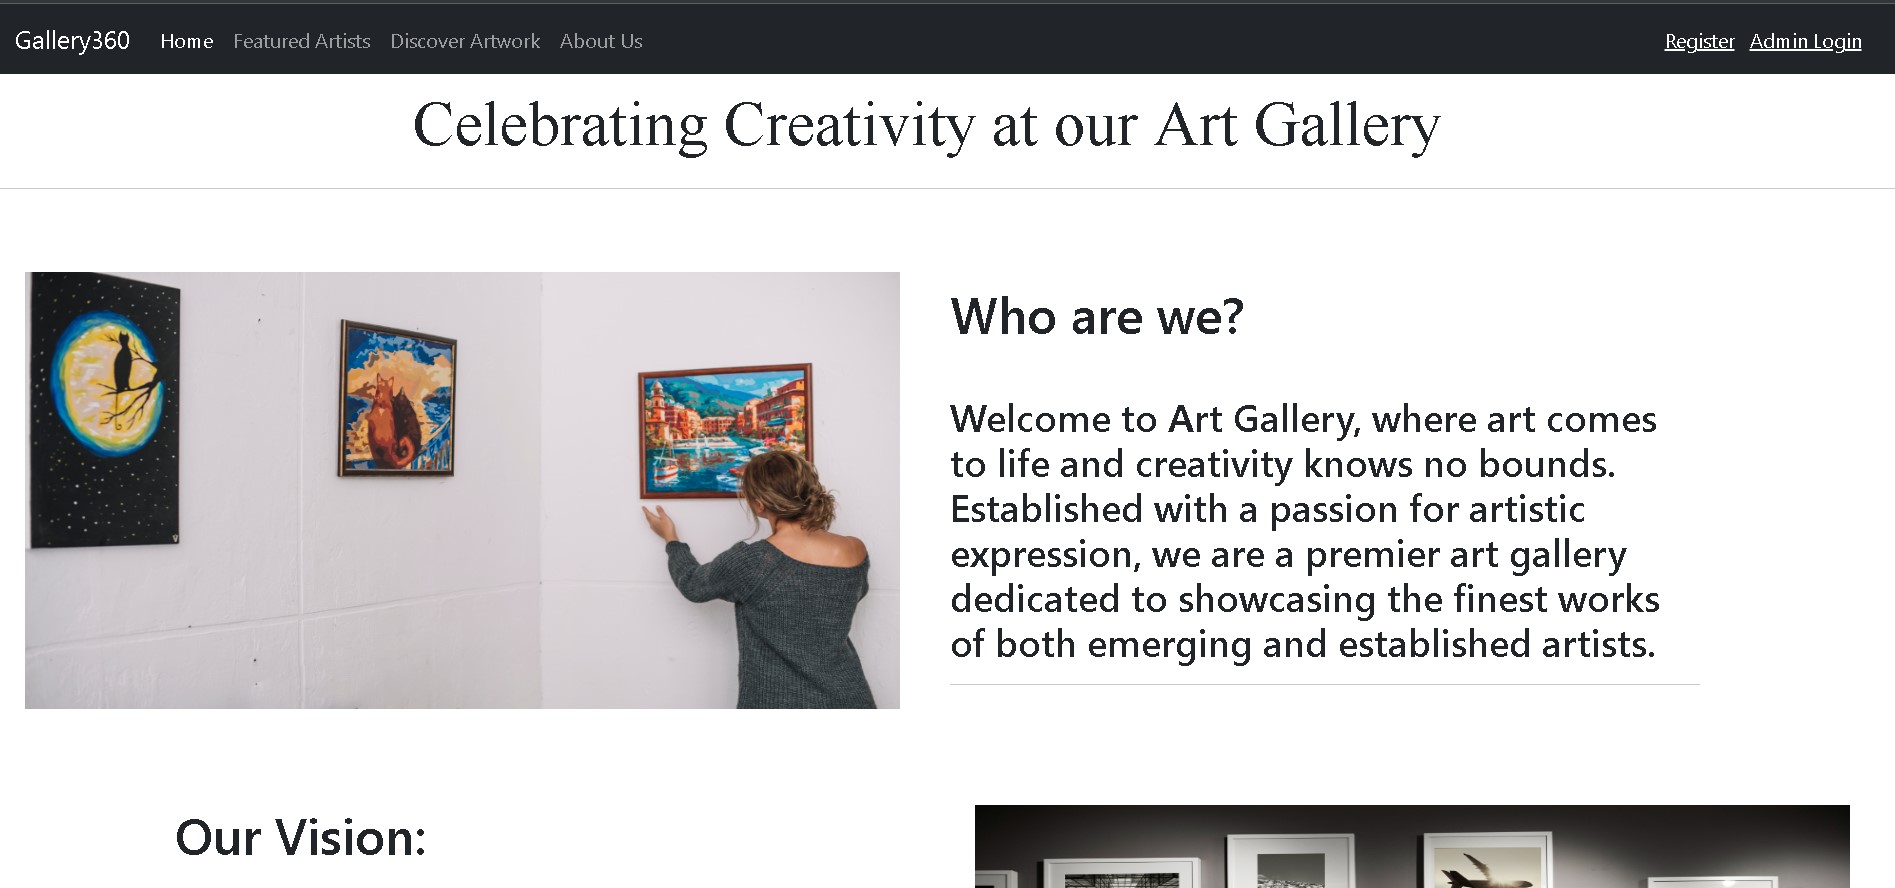 Gallery360 Home Featured Artists Discover Artwork About Us Register Admin Login
Celebrating Creativity at our Art Gallery
Who are we?
Welcome to Art Gallery, where art comes
to life and creativity knows no bounds.
Established with a passion for artistic
expression, we are a premier art gallery
dedicated to showcasing the finest works
of both emerging and established artists.
Our Vision: